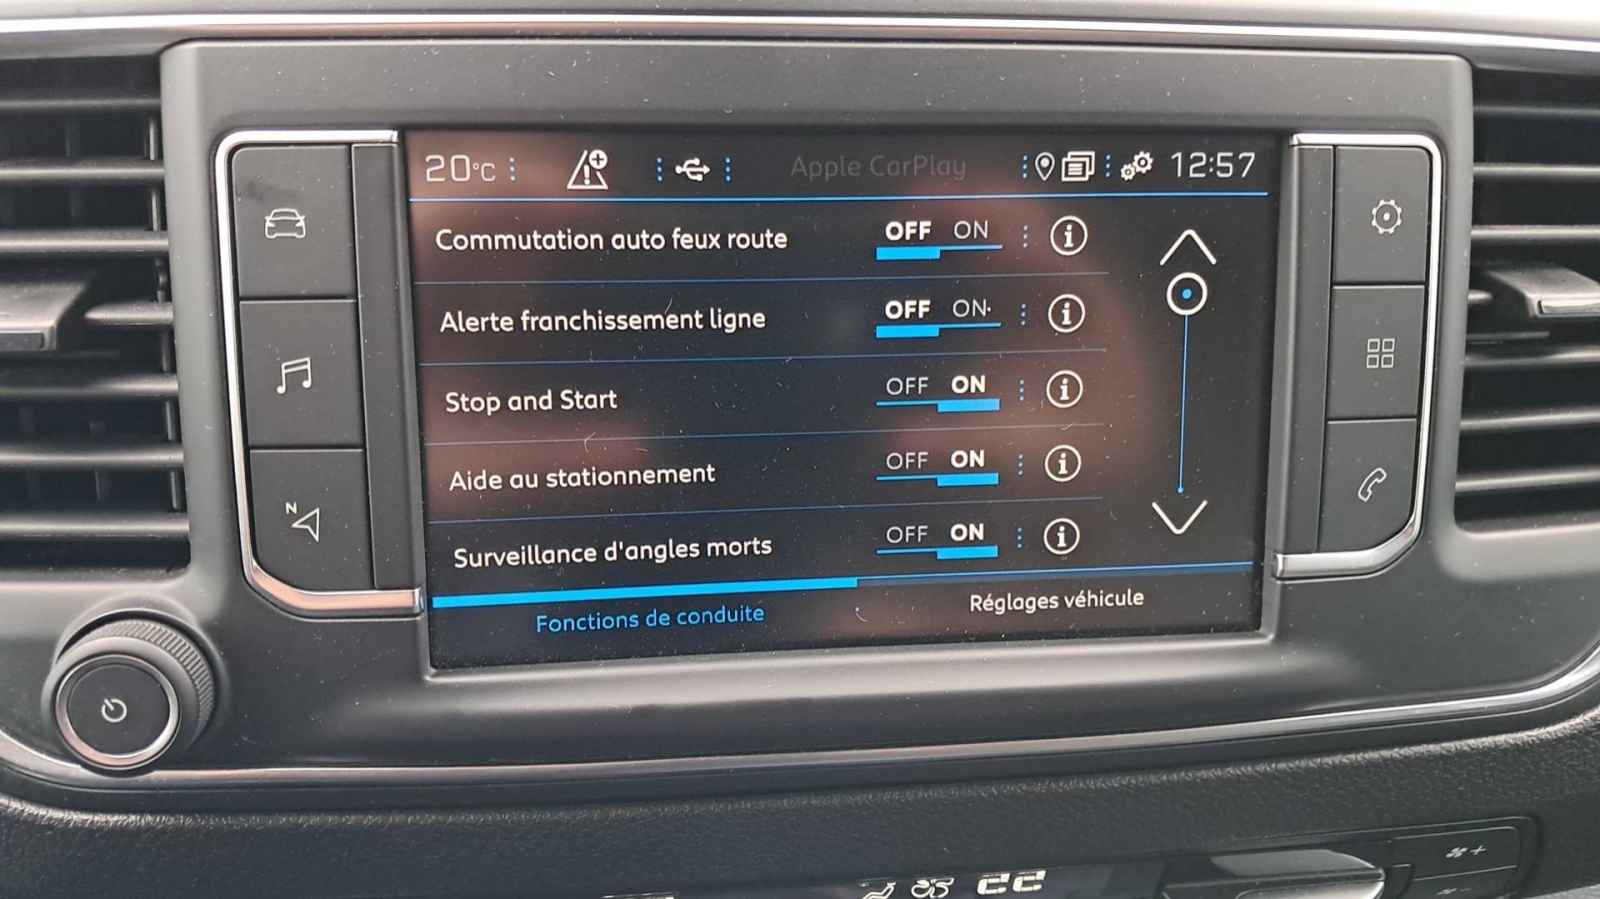 20°C Apple CarPlay 12:57
Commutation auto feux route OFF ON
Alerte franchissement ligne OFF ON
Stop and Start OFF ON
Aide au stationnement OFF ON
Surveillance d'angles morts OFF ON
Fonctions de conduite Réglages véhicule
N
22